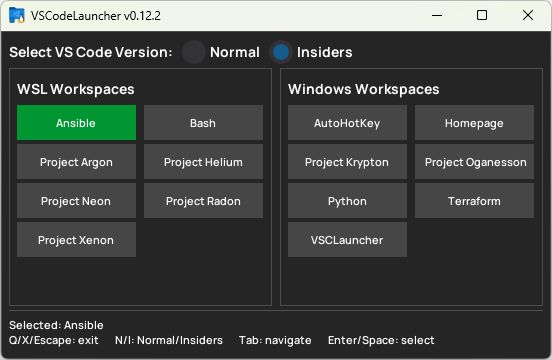 VSCodeLauncher v0.12.2
Select VS Code Version: Normal Insiders
WSL Workspaces
Ansible Bash
Project Argon Project Helium
Project Neon Project Radon
Project Xenon
Windows Workspaces
AutoHotKey Homepage
Project Krypton Project Oganesson
Python Terraform
VSCLauncher
Selected: Ansible
Q/X/Escape: exit N/I: Normal/Insiders Tab: navigate Enter/Space: select